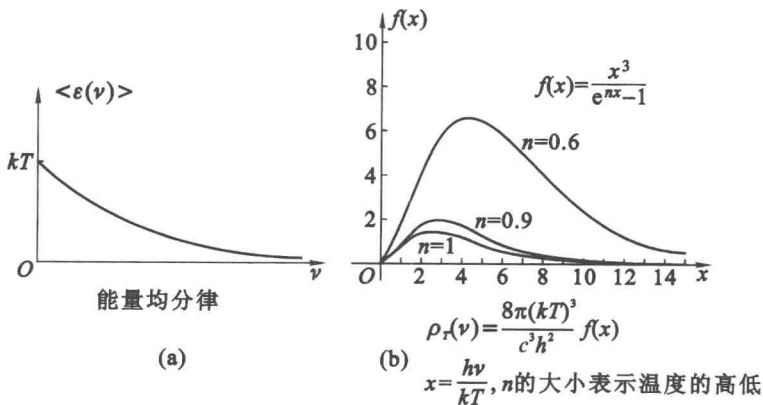 <ε(ν)>
kT
O
ν
能量均分律
(a)
f(x)
10
8
6
4
2
O
2 4 6 8 10 12 14 x
f(x)=x³/(e^{nx}-1)
n=0.6
n=0.9
n=1
ρ_T(ν)=8π(kT)³/(c³h²) f(x)
(b)
x=hν/kT, n的大小表示温度的高低